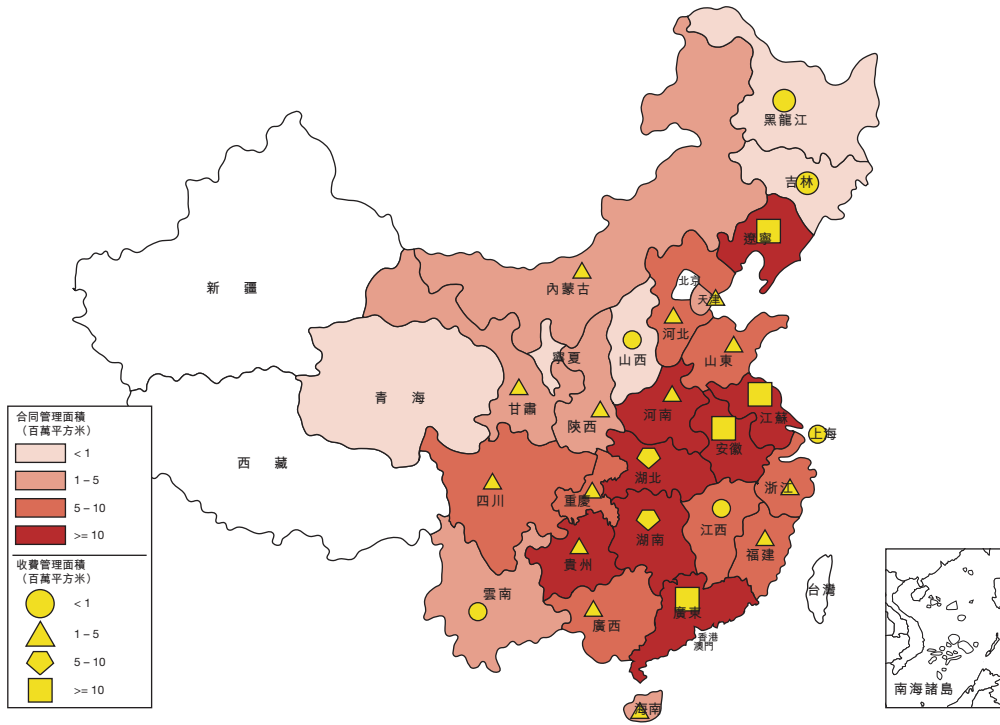 黑龍江
吉林
遼寧
新 疆
北京
內蒙古
天津
河北
寧夏
山西
山東
青 海
甘肅
河南
江蘇
陝西
上海
安徽
西 藏
湖北
四川
重慶
浙江
江西
湖南
福建
貴州
雲南
台灣
廣西
廣東
香港
澳門
海南
南海諸島
合同管理面積
（百萬平方米）
< 1
1 – 5
5 – 10
>= 10
收費管理面積
（百萬平方米）
< 1
1 – 5
5 – 10
>= 10